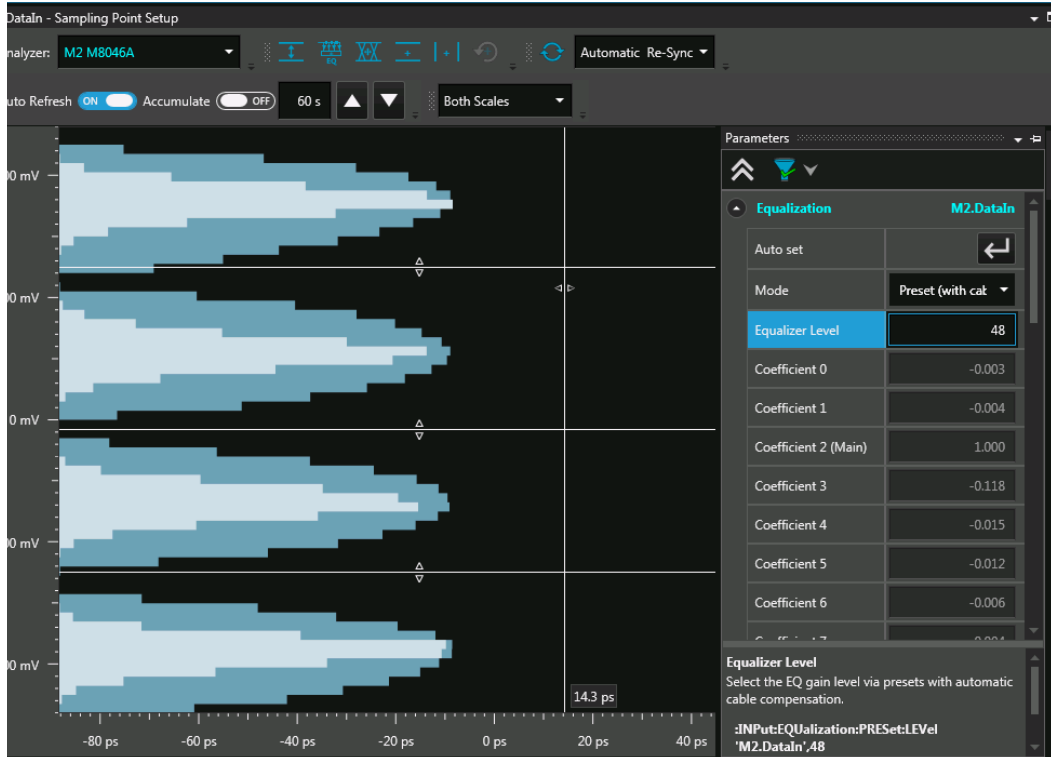 DataIn - Sampling Point Setup
nalyzer: M2 M8046A
EQ
Automatic Re-Sync
uto Refresh ON Accumulate OFF 60 s Both Scales
00 mV
00 mV
0 mV
00 mV
00 mV
14.3 ps
-80 ps -60 ps -40 ps -20 ps 0 ps 20 ps 40 ps
Parameters
Equalization M2.DataIn
Auto set
Mode Preset (with cab
Equalizer Level 48
Coefficient 0 -0.003
Coefficient 1 -0.004
Coefficient 2 (Main) 1.000
Coefficient 3 -0.118
Coefficient 4 -0.015
Coefficient 5 -0.012
Coefficient 6 -0.006
Equalizer Level
Select the EQ gain level via presets with automatic
cable compensation.
:INPut:EQUalization:PRESet:LEVel
'M2.DataIn',48